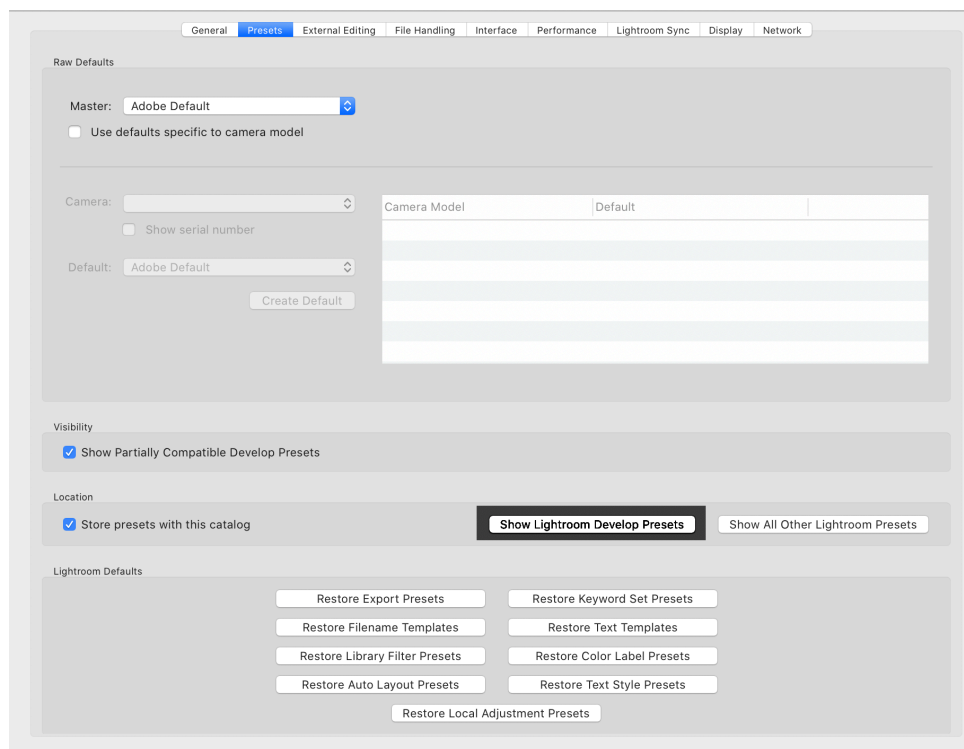 General Presets External Editing File Handling Interface Performance Lightroom Sync Display Network
Raw Defaults
Master: Adobe Default
Use defaults specific to camera model
Camera:
Show serial number
Default: Adobe Default
Create Default
Camera Model Default
Visibility
Show Partially Compatible Develop Presets
Location
Store presets with this catalog Show Lightroom Develop Presets Show All Other Lightroom Presets
Lightroom Defaults
Restore Export Presets Restore Keyword Set Presets
Restore Filename Templates Restore Text Templates
Restore Library Filter Presets Restore Color Label Presets
Restore Auto Layout Presets Restore Text Style Presets
Restore Local Adjustment Presets